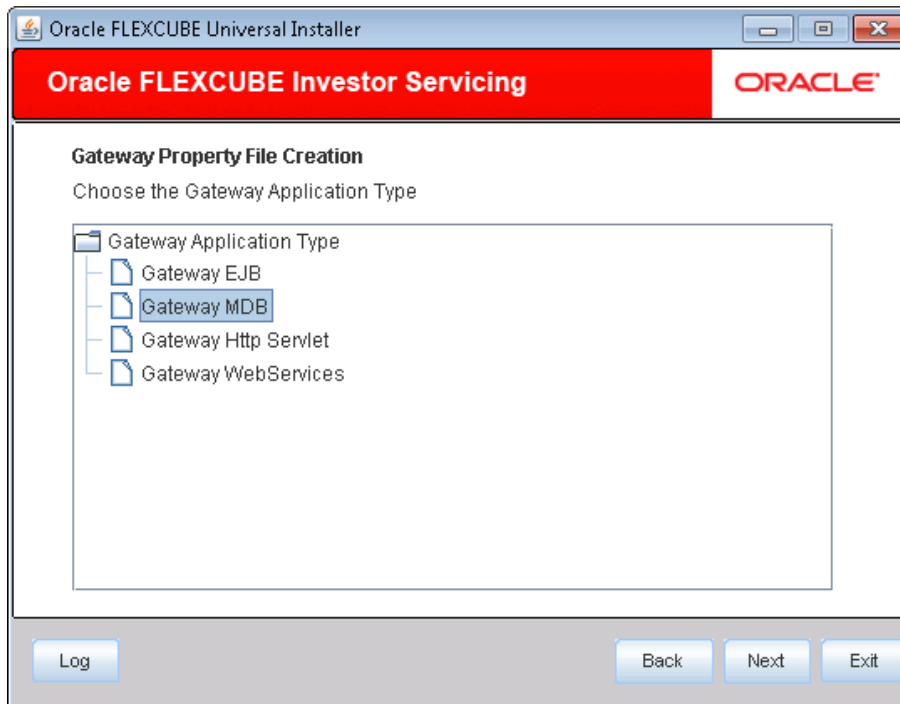 Oracle FLEXCUBE Universal Installer
Oracle FLEXCUBE Investor Servicing
ORACLE
Gateway Property File Creation
Choose the Gateway Application Type
Gateway Application Type
Gateway EJB
Gateway MDB
Gateway Http Servlet
Gateway WebServices
Log Back Next Exit